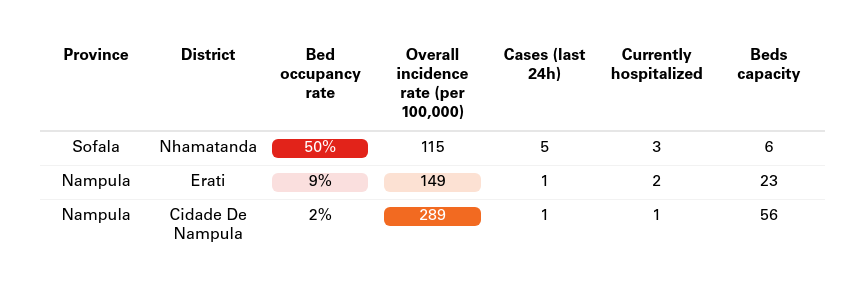 Province District Bed occupancy rate Overall incidence rate (per 100,000) Cases (last 24h) Currently hospitalized Beds capacity
Sofala Nhamatanda 50% 115 5 3 6
Nampula Erati 9% 149 1 2 23
Nampula Cidade De Nampula 2% 289 1 1 56